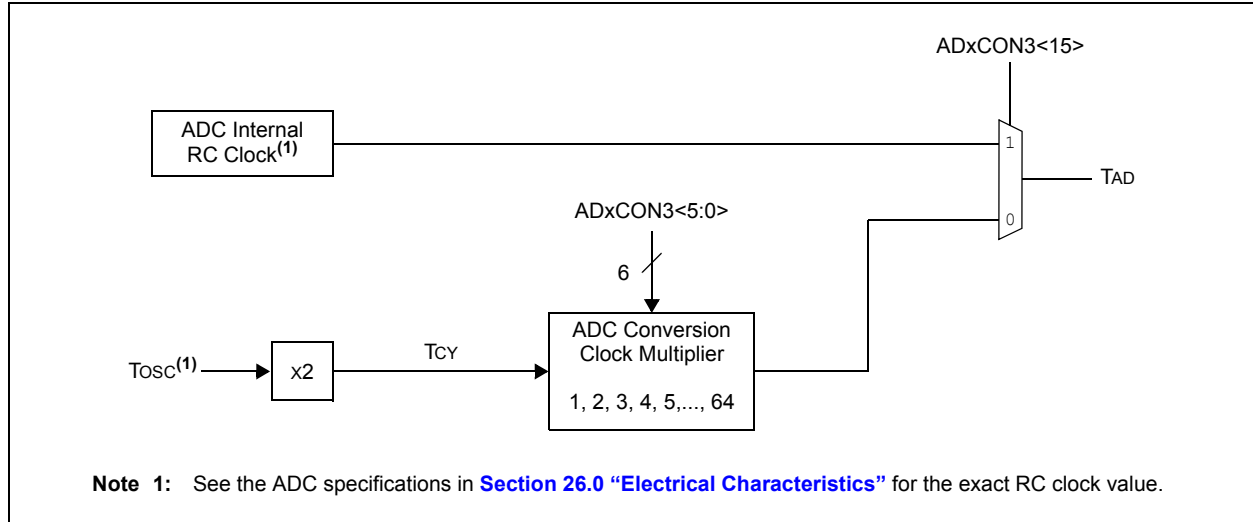 ADxCON3<15>
ADC Internal
RC Clock(1)
1
TAD
ADxCON3<5:0>
0
6
ADC Conversion
Clock Multiplier
TOSC(1)
X2
TCY
1, 2, 3, 4, 5,..., 64
Note 1: See the ADC specifications in Section 26.0 “Electrical Characteristics” for the exact RC clock value.